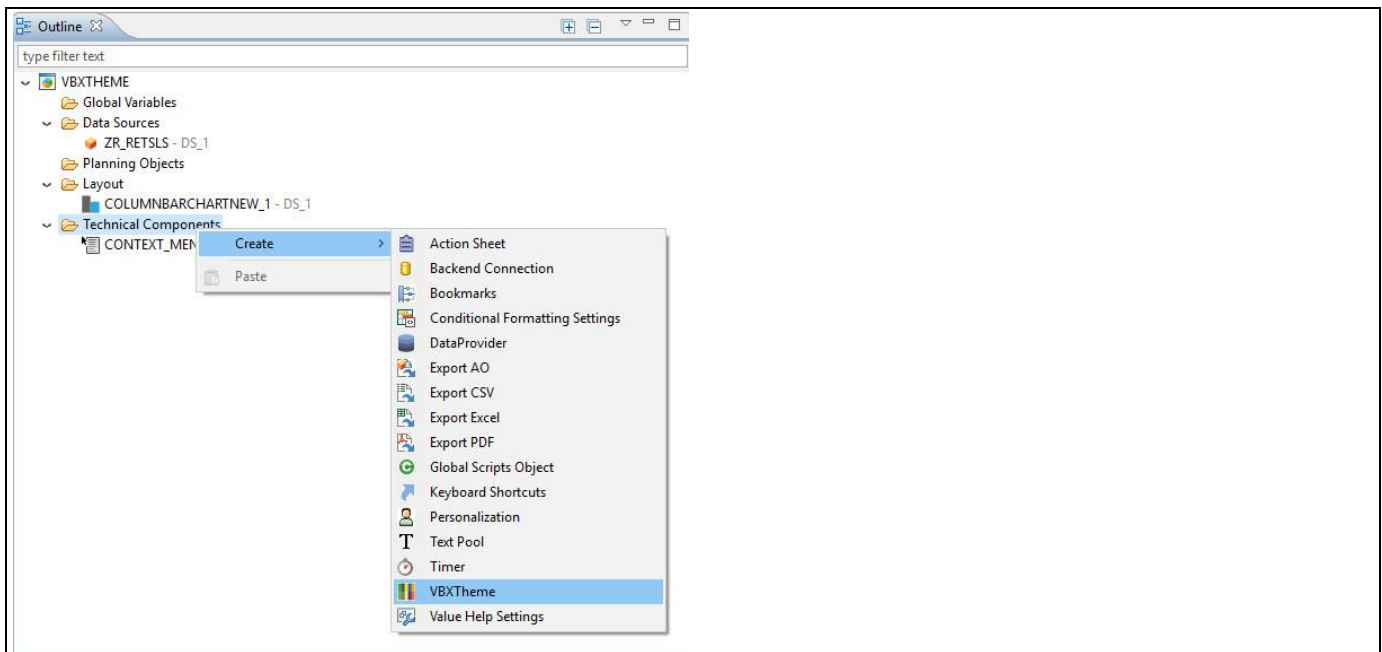 Outline
type filter text
VBXTHEME
Global Variables
Data Sources
ZR_RETSLS - DS_1
Planning Objects
Layout
COLUMNBARCHARTNEW_1 - DS_1
Technical Components
CONTEXT_MEN
Create
Paste
Action Sheet
Backend Connection
Bookmarks
Conditional Formatting Settings
DataProvider
Export AO
Export CSV
Export Excel
Export PDF
Global Scripts Object
Keyboard Shortcuts
Personalization
Text Pool
Timer
VBXTheme
Value Help Settings